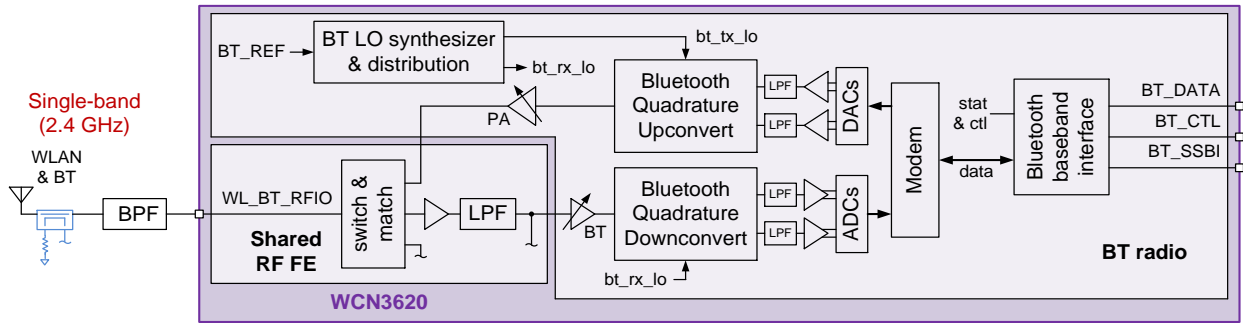 BT_REF
BT LO synthesizer
& distribution
bt_tx_lo
bt_rx_lo
Single-band
(2.4 GHz)
WLAN
& BT
BPF
WL_BT_RFIO
switch &
match
LPF
Shared
RF FE
WCN3620
PA
Bluetooth
Quadrature
Upconvert
LPF
LPF
DACs
BT
Bluetooth
Quadrature
Downconvert
bt_rx_lo
LPF
LPF
ADCs
Modem
stat
& ctl
data
Bluetooth
baseband
interface
BT_DATA
BT_CTL
BT_SSBI
BT radio